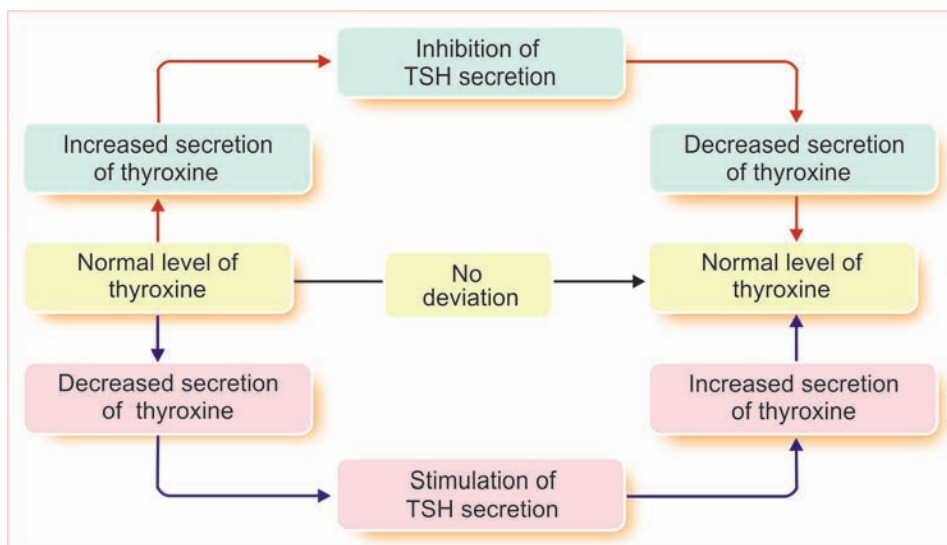 Inhibition of
TSH secretion
Increased secretion
of thyroxine
Decreased secretion
of thyroxine
Normal level of
thyroxine
No
deviation
Normal level of
thyroxine
Decreased secretion
of thyroxine
Increased secretion
of thyroxine
Stimulation of
TSH secretion